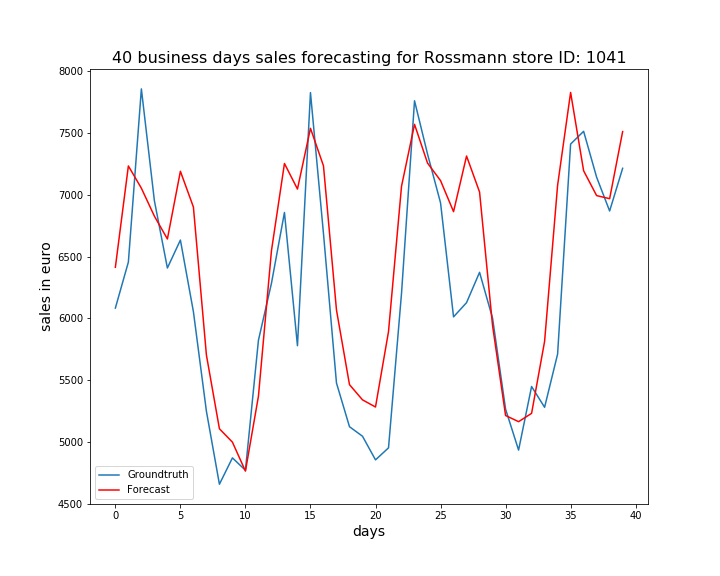 40 business days sales forecasting for Rossmann store ID: 1041
8000
7500
7000
6500
6000
5500
5000
4500
sales in euro
Groundtruth
Forecast
0 5 10 15 20 25 30 35 40
days